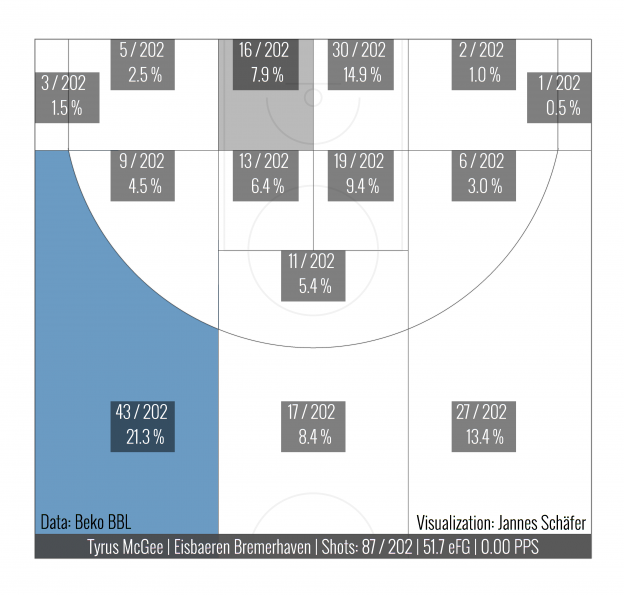 5 / 202
2.5 %
16 / 202
7.9 %
30 / 202
14.9 %
2 / 202
1.0 %
3 / 202
1.5 %
1 / 202
0.5 %
9 / 202
4.5 %
13 / 202
6.4 %
19 / 202
9.4 %
6 / 202
3.0 %
11 / 202
5.4 %
43 / 202
21.3 %
17 / 202
8.4 %
27 / 202
13.4 %
Data: Beko BBL
Visualization: Jannes Schäfer
Tyrus McGee | Eisbaeren Bremerhaven | Shots: 87 / 202 | 51.7 eFG | 0.00 PPS